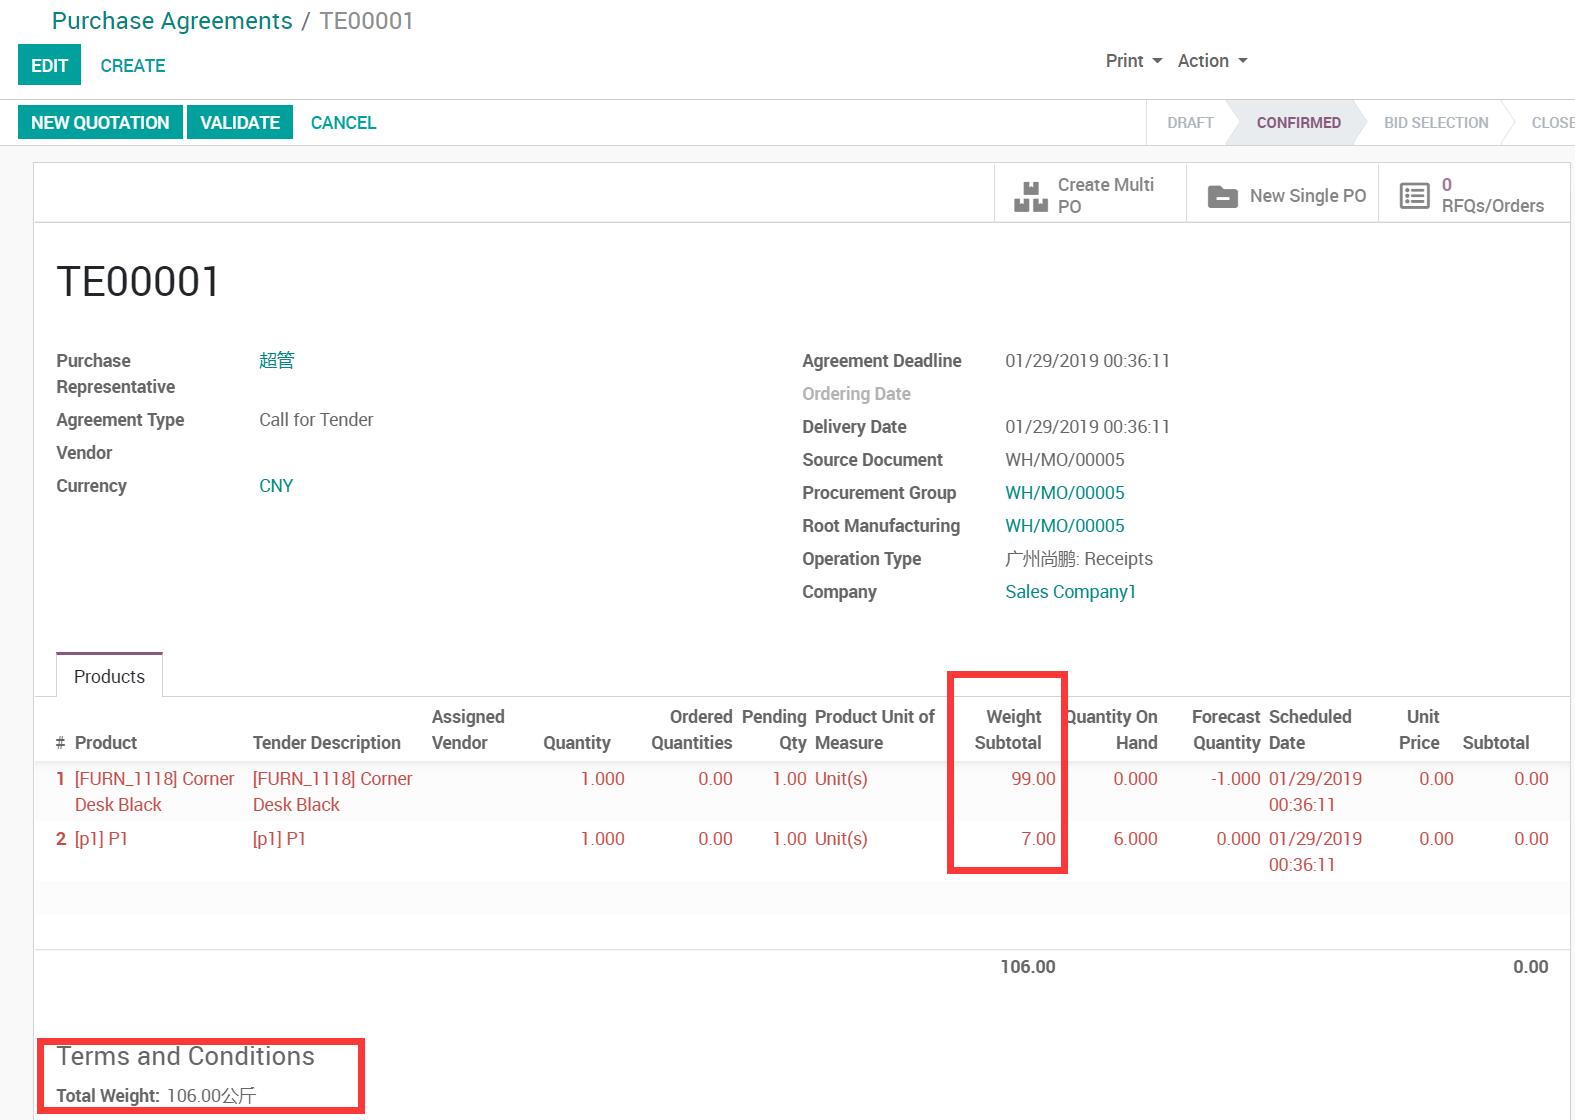 Purchase Agreements / TE00001
EDIT CREATE Print Action
NEW QUOTATION VALIDATE CANCEL DRAFT CONFIRMED BID SELECTION CLOSE
Create Multi PO New Single PO 0 RFQs/Orders
TE00001
Purchase Representative 超管
Agreement Type Call for Tender
Vendor
Currency CNY
Agreement Deadline 01/29/2019 00:36:11
Ordering Date
Delivery Date 01/29/2019 00:36:11
Source Document WH/MO/00005
Procurement Group WH/MO/00005
Root Manufacturing WH/MO/00005
Operation Type 广州尚鹏: Receipts
Company Sales Company1
Products
# Product Tender Description Assigned Vendor Quantity Ordered Quantities Pending Qty Product Unit of Measure Weight Subtotal Quantity On Hand Forecast Quantity Scheduled Date Unit Price Subtotal
1 [FURN_1118] Corner Desk Black [FURN_1118] Corner Desk Black 1.000 0.00 1.00 Unit(s) 99.00 0.000 -1.000 01/29/2019 00:36:11 0.00 0.00
2 [p1] P1 [p1] P1 1.000 0.00 1.00 Unit(s) 7.00 6.000 0.000 01/29/2019 00:36:11 0.00 0.00
106.00 0.00
Terms and Conditions
Total Weight: 106.00公斤